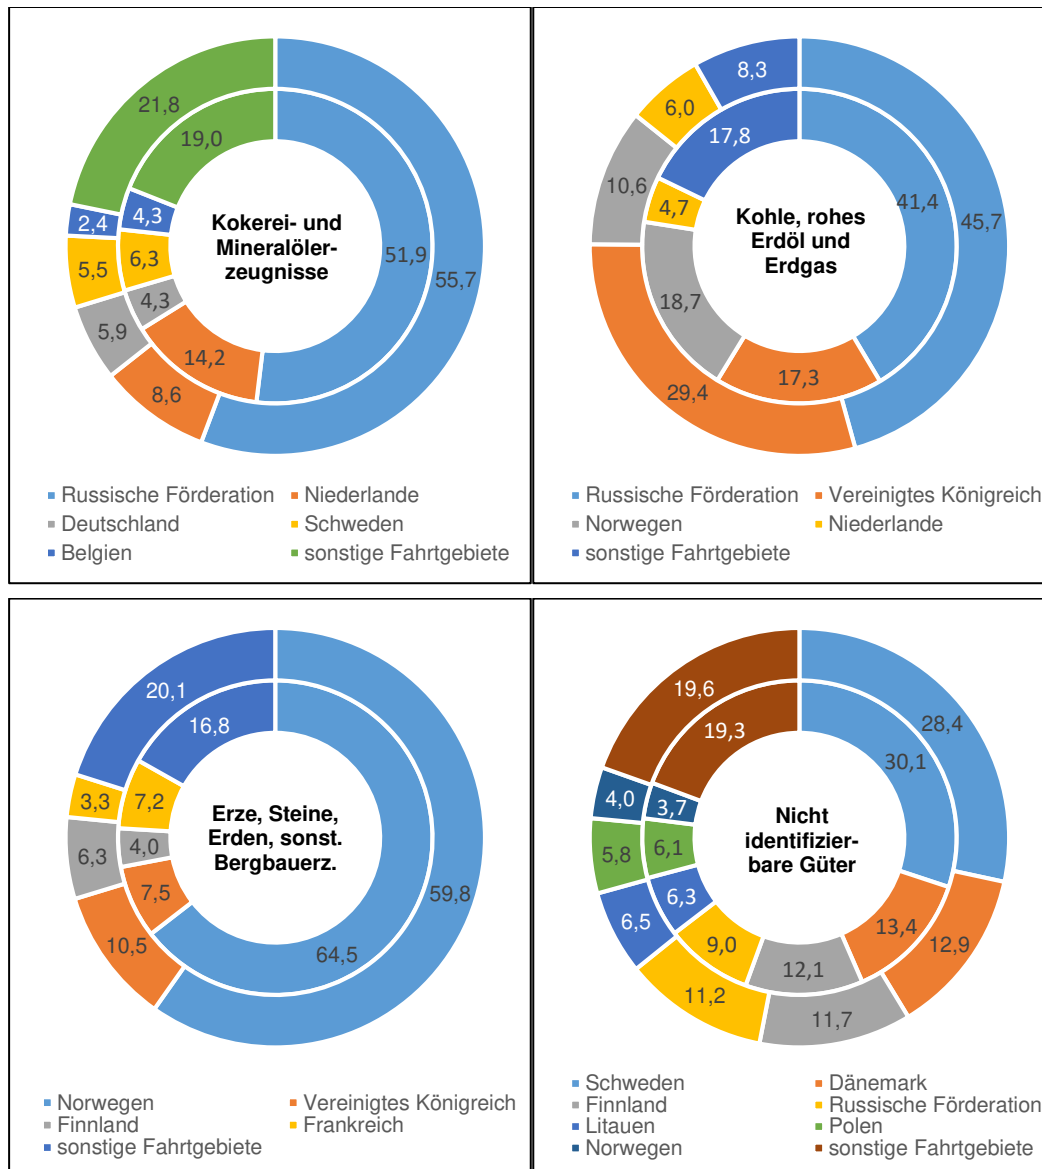 21,8
19,0
2,4
4,3
5,5
6,3
5,9
4,3
8,6
14,2
51,9
55,7
Kokerei- und
Mineralöler-
zeugnisse
Russische Förderation
Niederlande
Deutschland
Schweden
Belgien
sonstige Fahrtgebiete
8,3
6,0
17,8
10,6
4,7
18,7
41,4
45,7
17,3
29,4
Kohle, rohes
Erdöl und
Erdgas
Russische Förderation
Vereinigtes Königreich
Norwegen
Niederlande
sonstige Fahrtgebiete
20,1
16,8
3,3
7,2
6,3
4,0
7,5
10,5
59,8
64,5
Erze, Steine,
Erden, sonst.
Bergbauerz.
Norwegen
Vereinigtes Königreich
Finnland
Frankreich
sonstige Fahrtgebiete
19,6
19,3
28,4
30,1
4,0
3,7
5,8
6,1
6,5
6,3
9,0
11,2
12,1
11,7
13,4
12,9
Nicht
identifizier-
bare Güter
Schweden
Dänemark
Finnland
Russische Förderation
Litauen
Polen
Norwegen
sonstige Fahrtgebiete